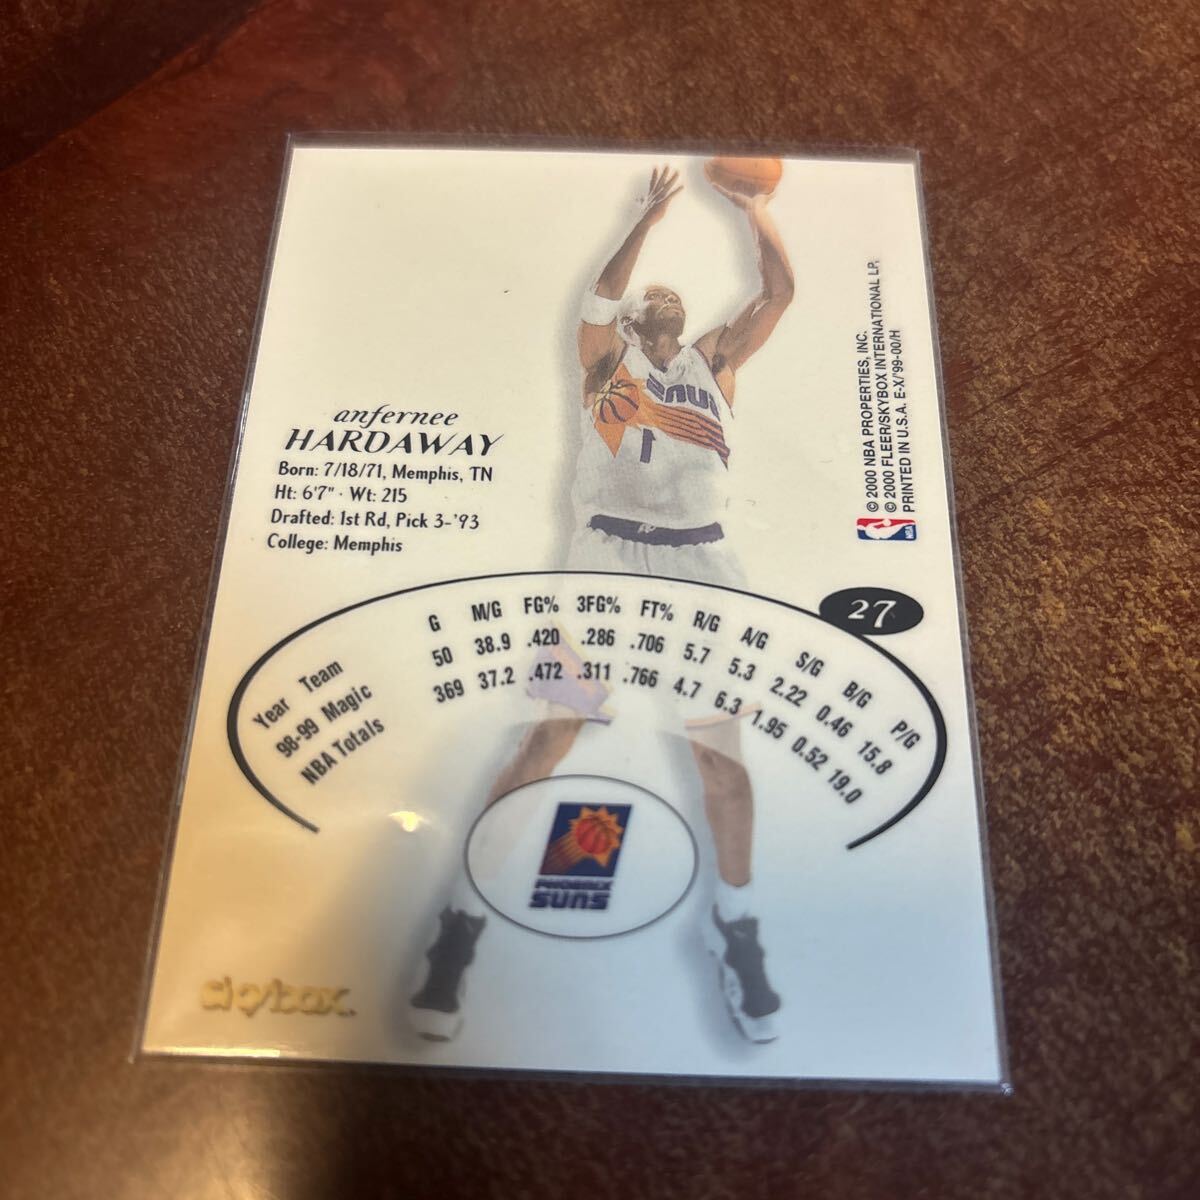 anfernee
HARDAWAY
Born: 7/18/71, Memphis, TN
Ht: 6'7" · Wt: 215
Drafted: 1st Rd, Pick 3-'93
College: Memphis
© 2000 NBA PROPERTIES, INC.
© 2000 FLEER/SKYBOX INTERNATIONAL LP.
PRINTED IN U.S.A. E-X/'99-00/H
NBA
SUNS
1
27
Year Team G M/G FG% 3FG% FT% R/G A/G S/G B/G P/G
98-99 Magic 50 38.9 .420 .286 .706 5.7 5.3 2.22 0.46 15.8
NBA Totals 369 37.2 .472 .311 .766 4.7 6.3 1.95 0.52 19.0
PHOENIX
SUNS
skybox